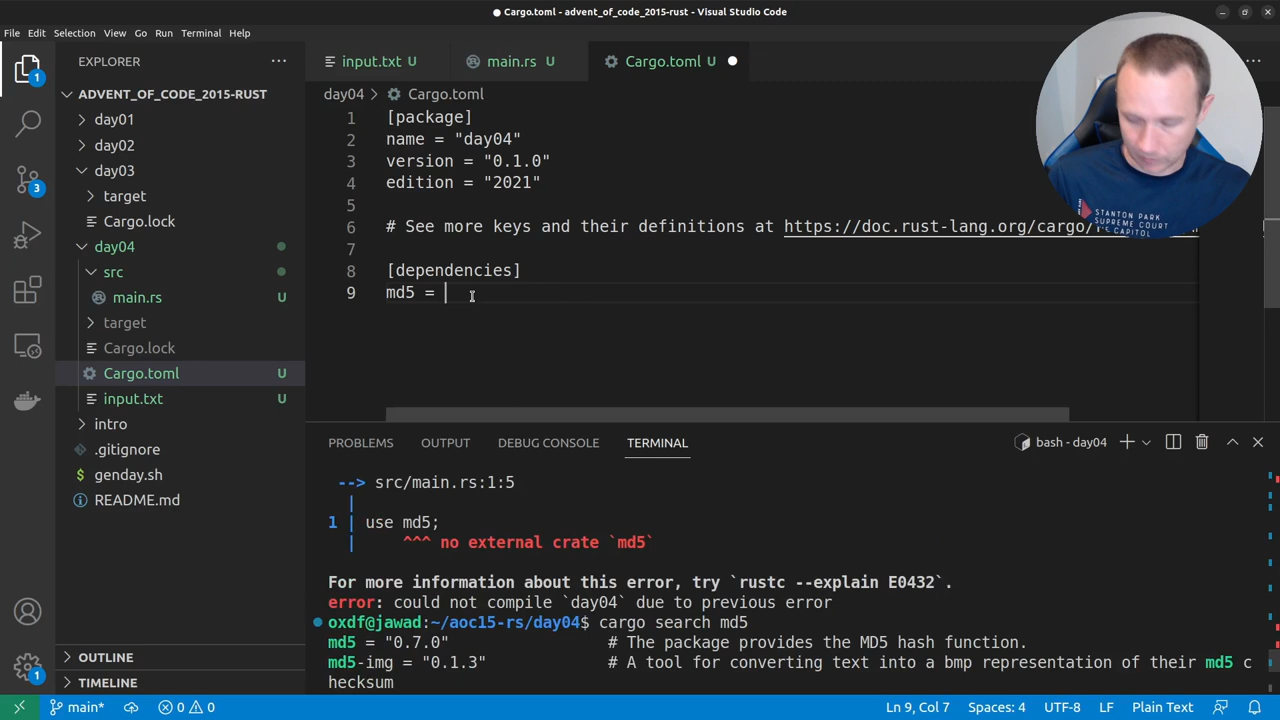 Cargo.toml - advent_of_code_2015-rust - Visual Studio Code
File Edit Selection View Go Run Terminal Help
EXPLORER
input.txt U
main.rs U
Cargo.toml U
ADVENT_OF_CODE_2015-RUST
day01
day02
day03
target
Cargo.lock
day04
src
main.rs U
target
Cargo.lock
Cargo.toml U
input.txt U
intro
.gitignore
genday.sh
README.md
OUTLINE
TIMELINE
1
3
1
day04 > Cargo.toml
1 [package]
2 name = "day04"
3 version = "0.1.0"
4 edition = "2021"
5
6 # See more keys and their definitions at https://doc.rust-lang.org/cargo/
7
8 [dependencies]
9 md5 =
STANTON PARK
SUPREME COURT
CAPITOL
PROBLEMS OUTPUT DEBUG CONSOLE TERMINAL
bash - day04
--> src/main.rs:1:5
|
1 | use md5;
| ^^^ no external crate `md5`
For more information about this error, try `rustc --explain E0432`.
error: could not compile `day04` due to previous error
oxdf@jawad:~/aoc15-rs/day04$ cargo search md5
md5 = "0.7.0" # The package provides the MD5 hash function.
md5-img = "0.1.3" # A tool for converting text into a bmp representation of their md5 c
hecksum
main* 0 0 Ln 9, Col 7 Spaces: 4 UTF-8 LF Plain Text